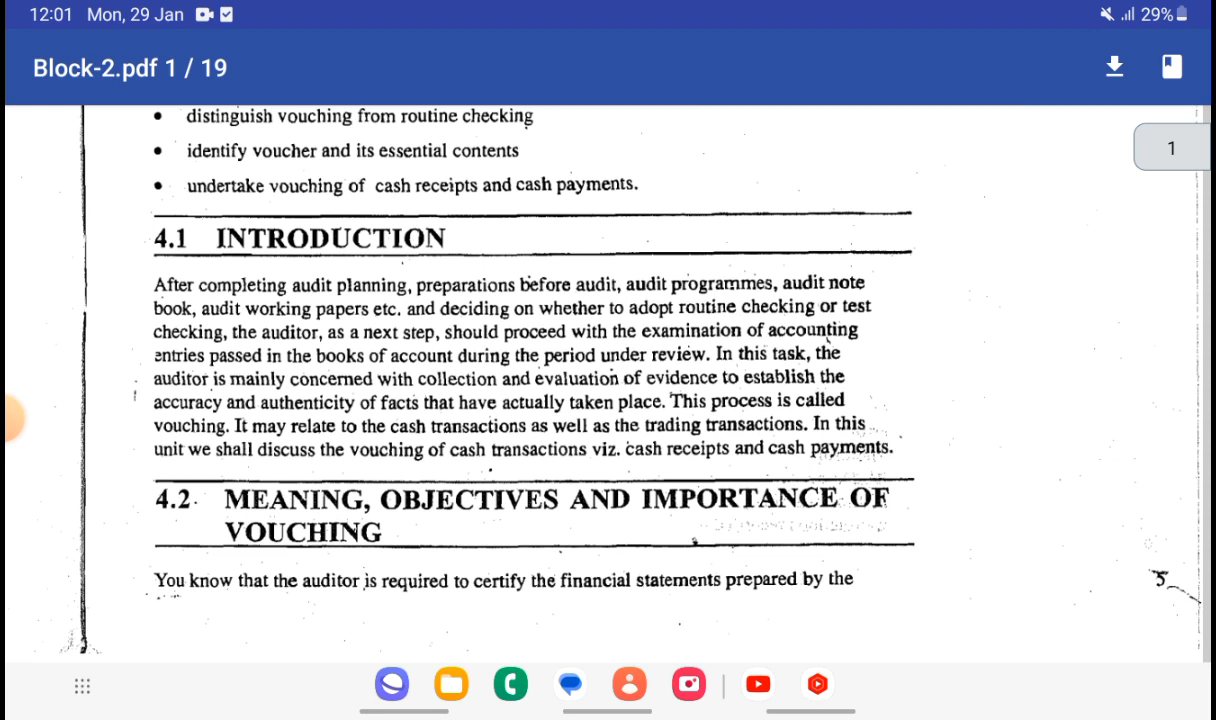 12:01 Mon, 29 Jan
29%
Block-2.pdf 1 / 19
1
• distinguish vouching from routine checking
• identify voucher and its essential contents
• undertake vouching of cash receipts and cash payments.
4.1 INTRODUCTION
After completing audit planning, preparations before audit, audit programmes, audit note
book, audit working papers etc. and deciding on whether to adopt routine checking or test
checking, the auditor, as a next step, should proceed with the examination of accounting
entries passed in the books of account during the period under review. In this task, the
auditor is mainly concerned with collection and evaluation of evidence to establish the
accuracy and authenticity of facts that have actually taken place. This process is called
vouching. It may relate to the cash transactions as well as the trading transactions. In this
unit we shall discuss the vouching of cash transactions viz. cash receipts and cash payments.
4.2 MEANING, OBJECTIVES AND IMPORTANCE OF
VOUCHING
You know that the auditor is required to certify the financial statements prepared by the
5